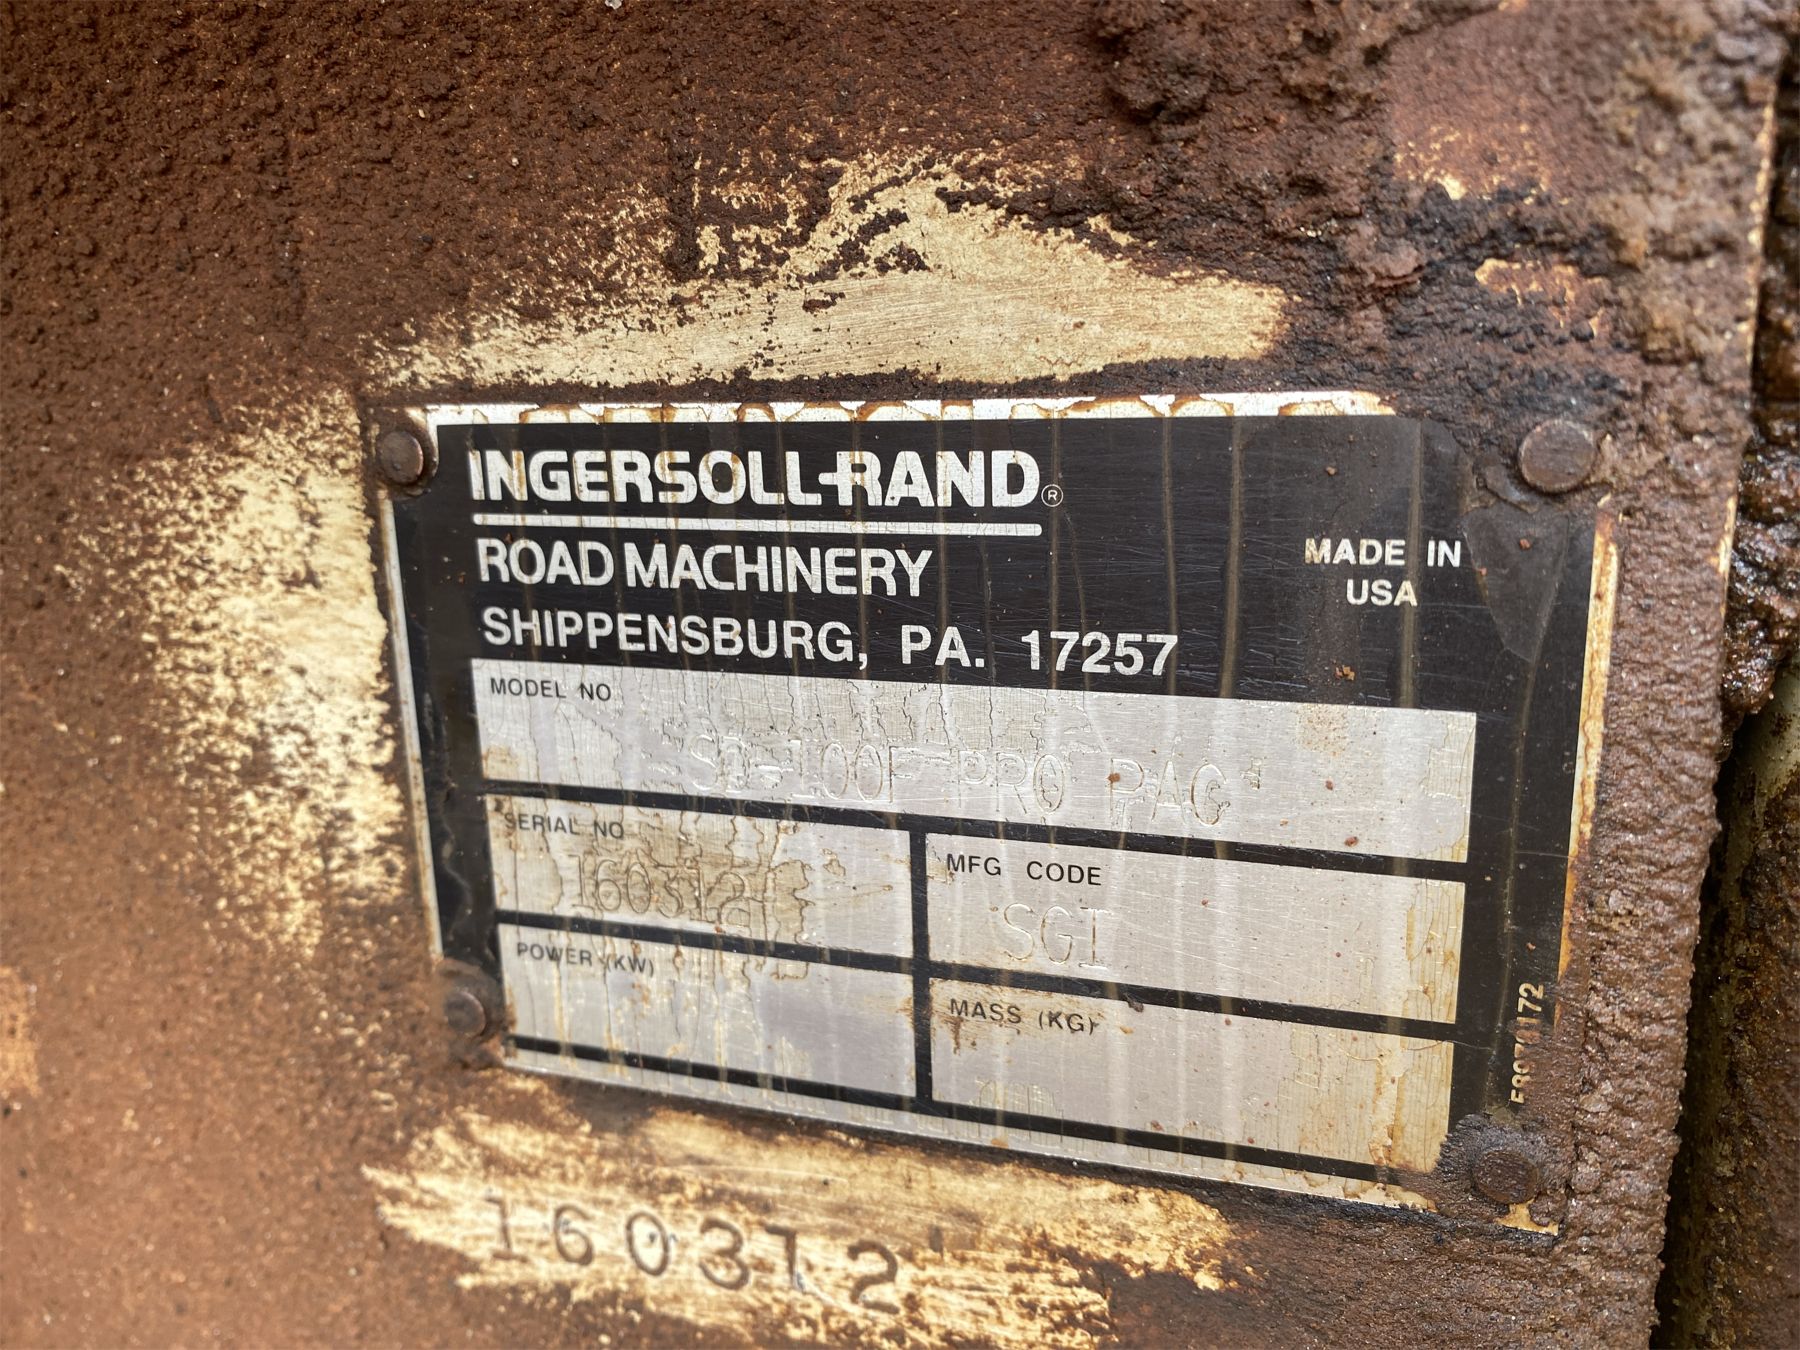 INGERSOLL-RAND®
ROAD MACHINERY
SHIPPENSBURG, PA. 17257
MADE IN
USA
MODEL NO
SD-100F PRO PAC
SERIAL NO
160312
MFG CODE
SGI
POWER (KW)
MASS (KG)
160312